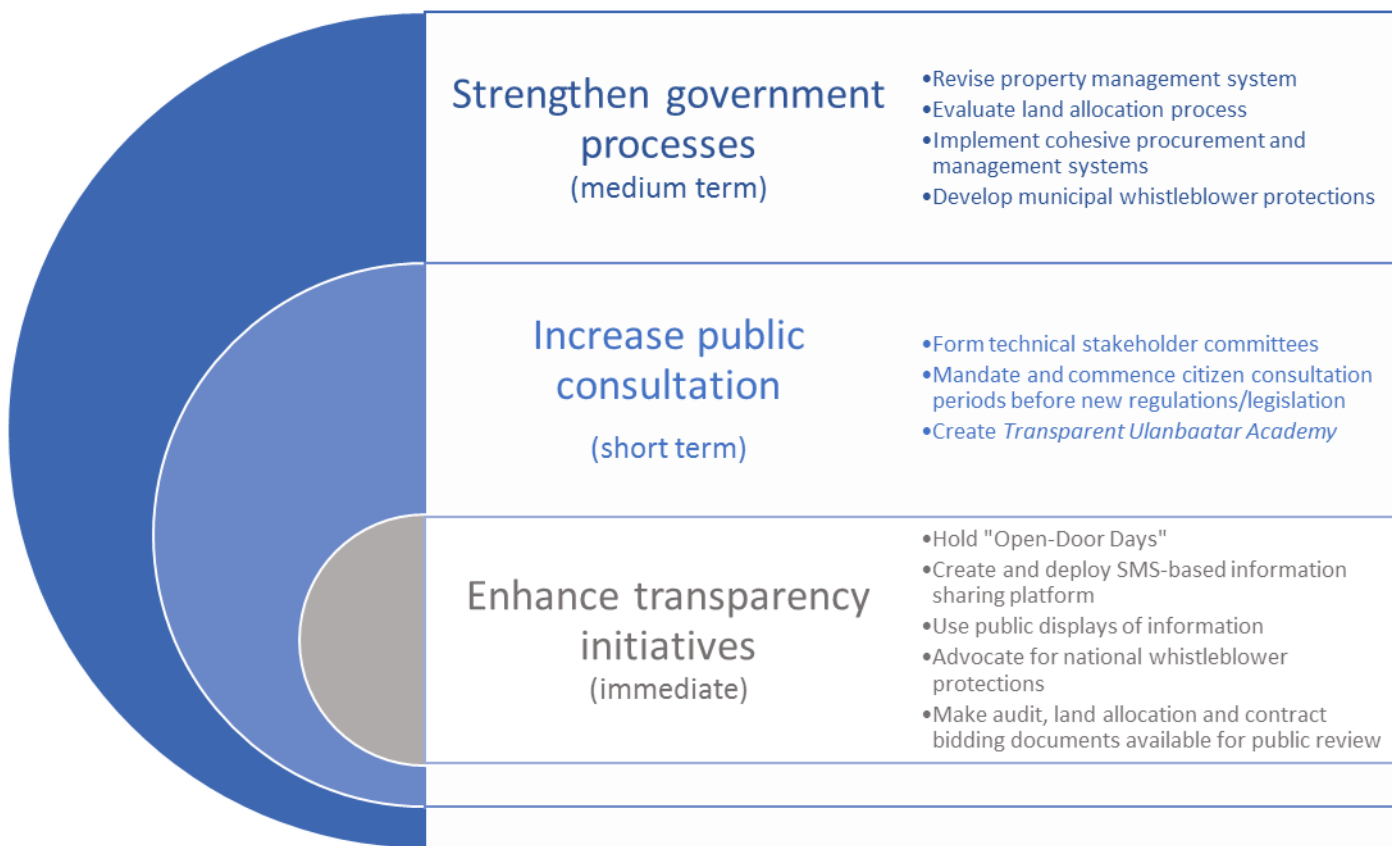 Strengthen government
processes
(medium term)
•Revise property management system
•Evaluate land allocation process
•Implement cohesive procurement and
management systems
•Develop municipal whistleblower protections
Increase public
consultation
(short term)
•Form technical stakeholder committees
•Mandate and commence citizen consultation
periods before new regulations/legislation
•Create Transparent Ulanbaatar Academy
Enhance transparency
initiatives
(immediate)
•Hold "Open-Door Days"
•Create and deploy SMS-based information
sharing platform
•Use public displays of information
•Advocate for national whistleblower
protections
•Make audit, land allocation and contract
bidding documents available for public review